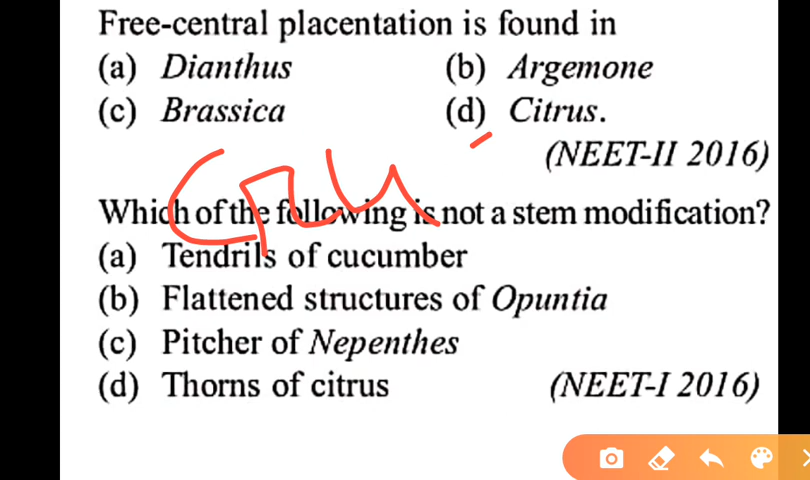 Free-central placentation is found in
(a) Dianthus (b) Argemone
(c) Brassica (d) Citrus.
(NEET-II 2016)
Which of the following is not a stem modification?
(a) Tendrils of cucumber
(b) Flattened structures of Opuntia
(c) Pitcher of Nepenthes
(d) Thorns of citrus (NEET-I 2016)